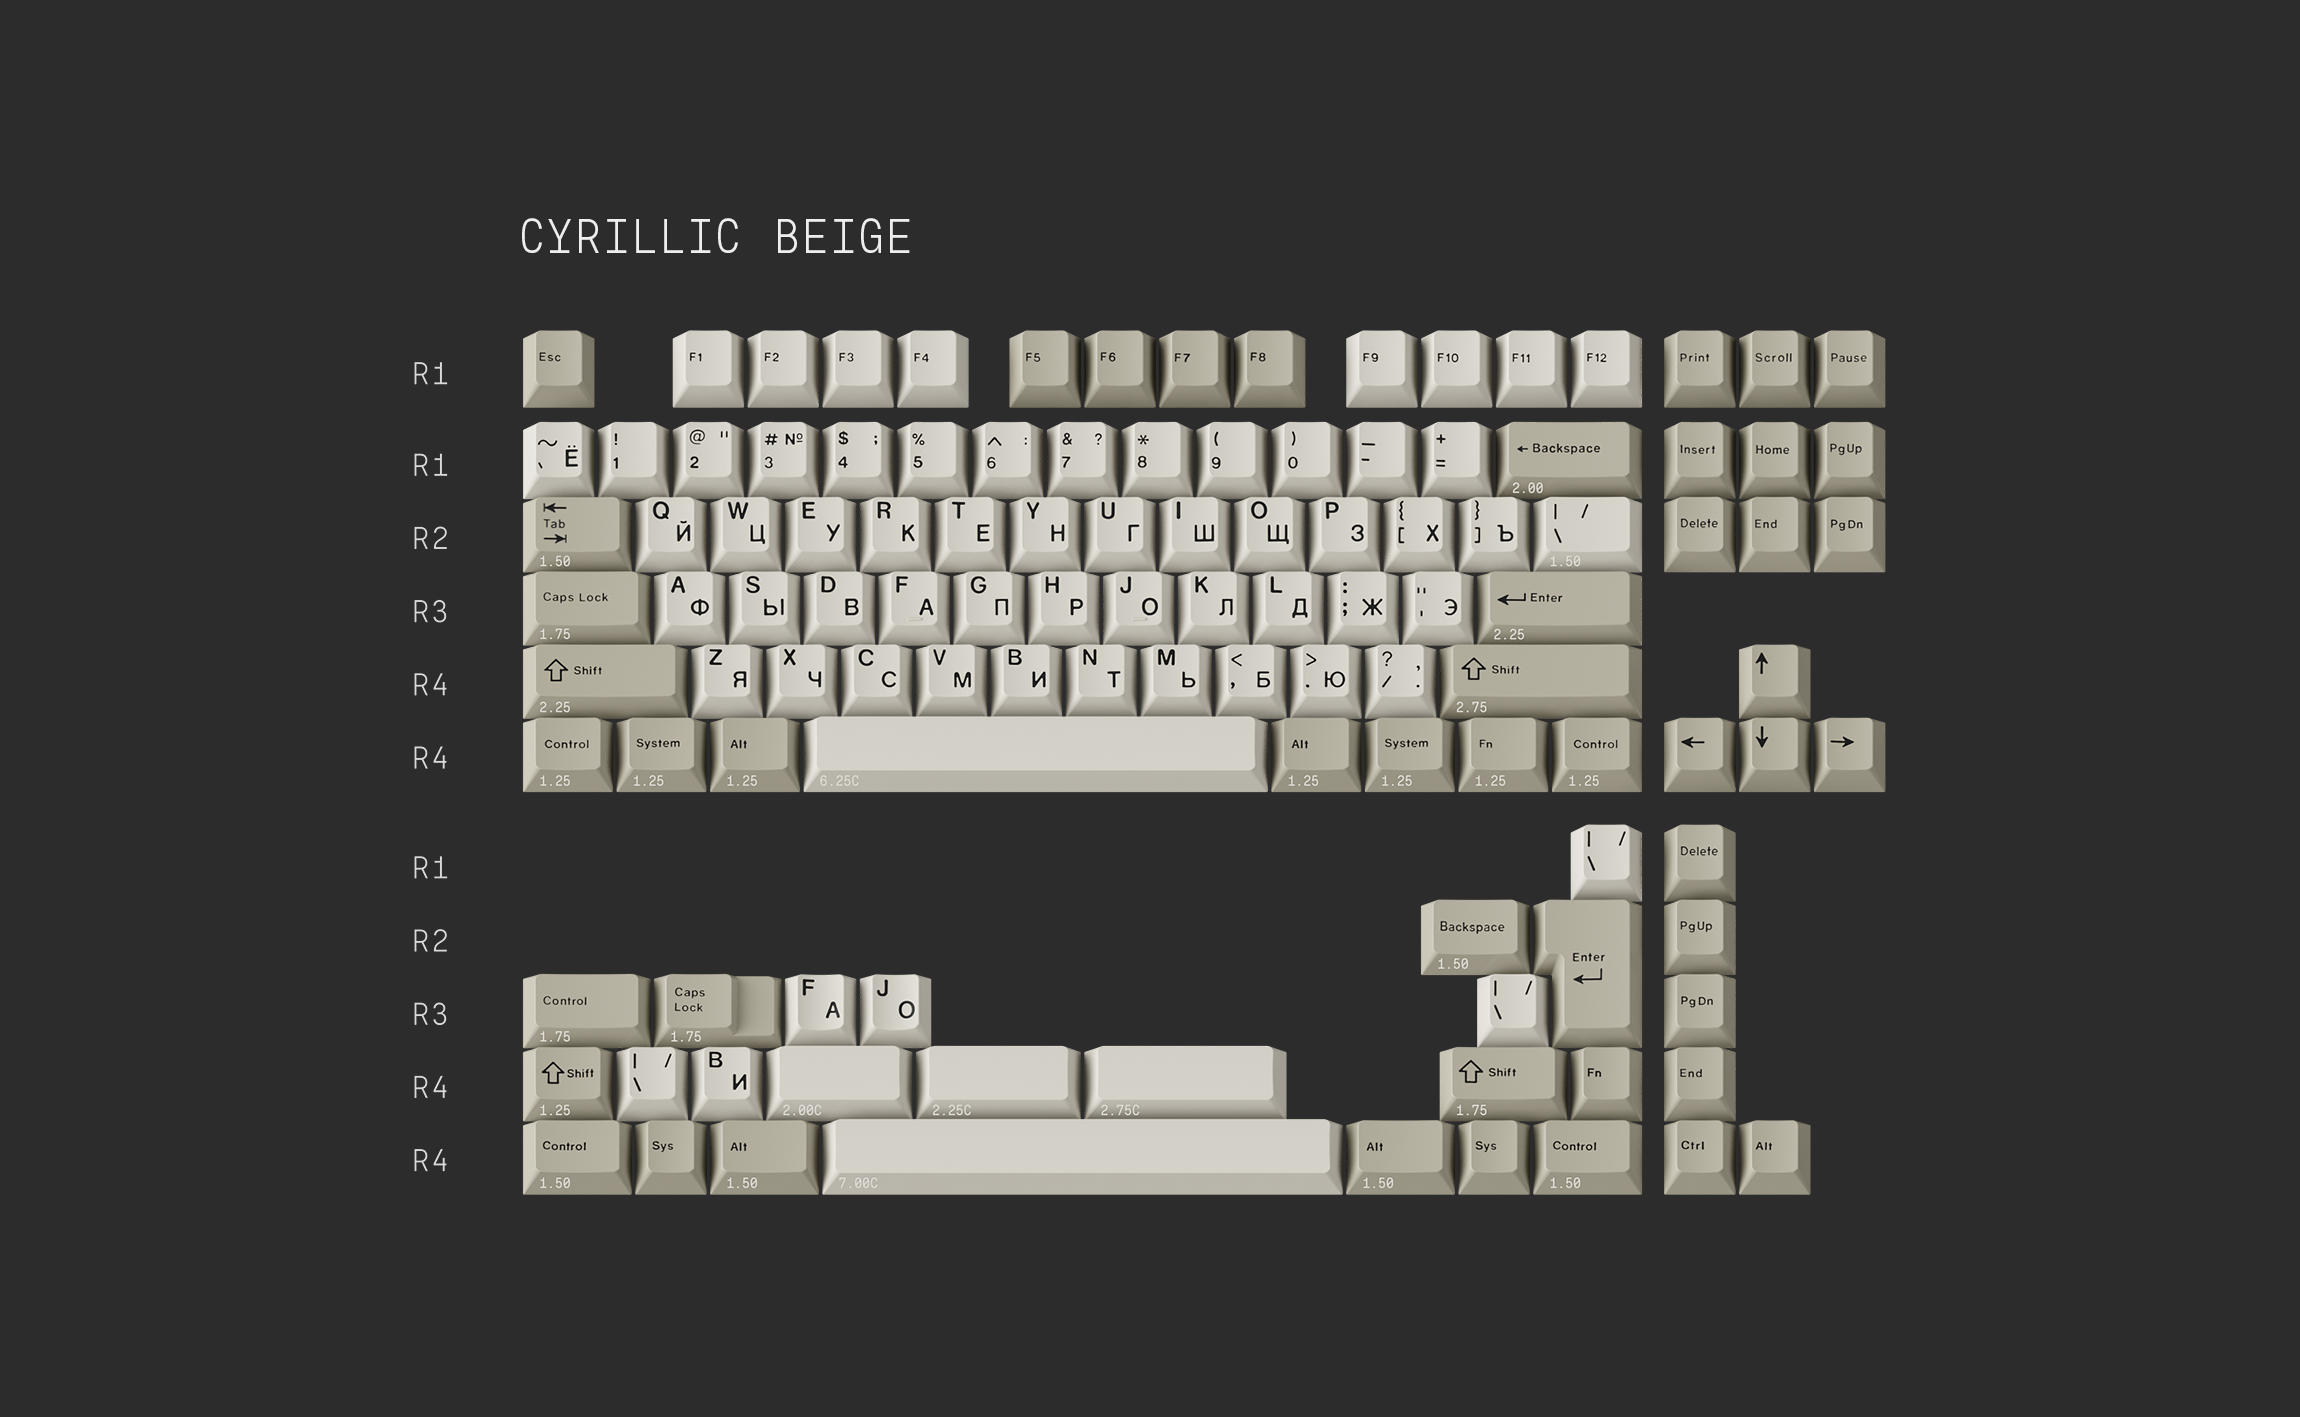 CYRILLIC BEIGE
R1 Esc F1 F2 F3 F4 F5 F6 F7 F8 F9 F10 F11 F12 Print Scroll Pause
R1 ~ ` Ё ! 1 @ " 2 # № 3 $ ; 4 % 5 ^ : 6 & ? 7 * 8 ( 9 ) 0 _ - + = ← Backspace 2.00 Insert Home PgUp
R2 ⇤ Tab ⇥ 1.50 Q Й W Ц E У R К T Е Y Н U Г I Ш O Щ P З { [ Х } ] Ъ | / \ 1.50 Delete End PgDn
R3 Caps Lock 1.75 A Ф S Ы D В F А G П H Р J О K Л L Д : ; Ж " ' Э ↵ Enter 2.25
R4 ⇧ Shift 2.25 Z Я X Ч C С V М B И N Т M Ь < , Б > . Ю ? / , . ⇧ Shift 2.75 ↑
R4 Control 1.25 System 1.25 Alt 1.25 6.25C Alt 1.25 System 1.25 Fn 1.25 Control 1.25 ← ↓ →
R1 | / \ Delete
R2 Backspace 1.50 Enter ↵ PgUp
R3 Control 1.75 Caps Lock 1.75 F А J О | / \ PgDn
R4 ⇧ Shift 1.25 | / \ B И 2.00C 2.25C 2.75C ⇧ Shift 1.75 Fn End
R4 Control 1.50 Sys Alt 1.50 7.00C Alt 1.50 Sys Control 1.50 Ctrl Alt